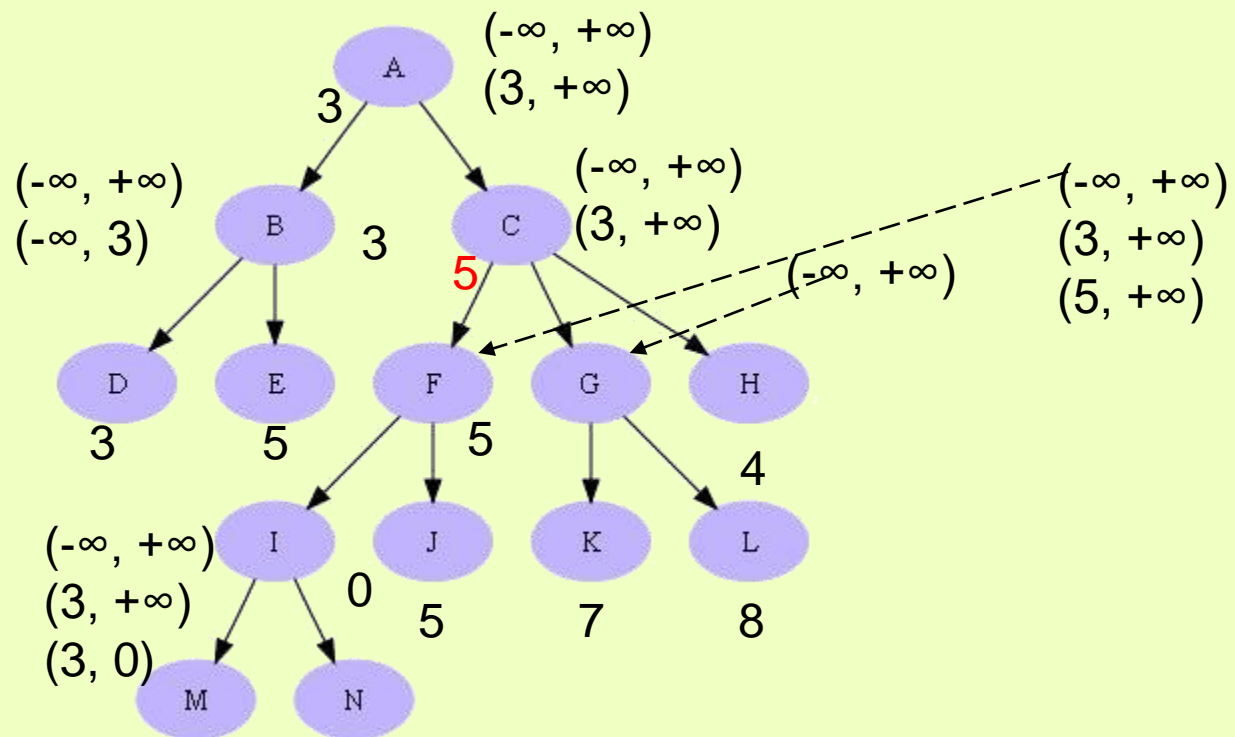 (-∞, +∞)
A
(3, +∞)
3
(-∞, +∞)
(-∞, +∞)
(-∞, +∞)
(-∞, 3)
B
3
C
(3, +∞)
(3, +∞)
5
(-∞, +∞)
(5, +∞)
D
E
F
G
H
3
5
5
4
(-∞, +∞)
I
J
K
L
(3, +∞)
0
5
7
8
(3, 0)
M
N